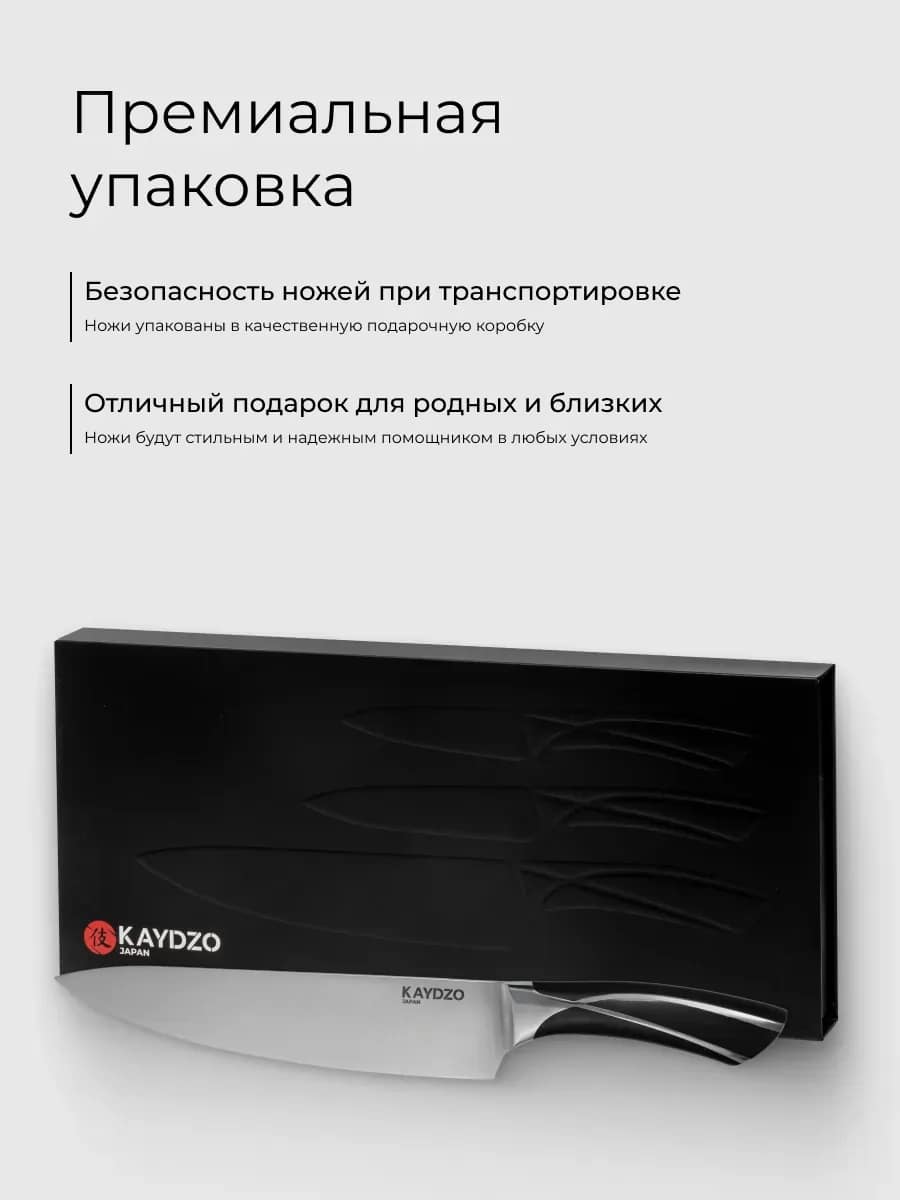 Премиальная
упаковка
Безопасность ножей при транспортировке
Ножи упакованы в качественную подарочную коробку
Отличный подарок для родных и близких
Ножи будут стильным и надежным помощником в любых условиях
伎 KAYDZO
JAPAN
KAYDZO
JAPAN